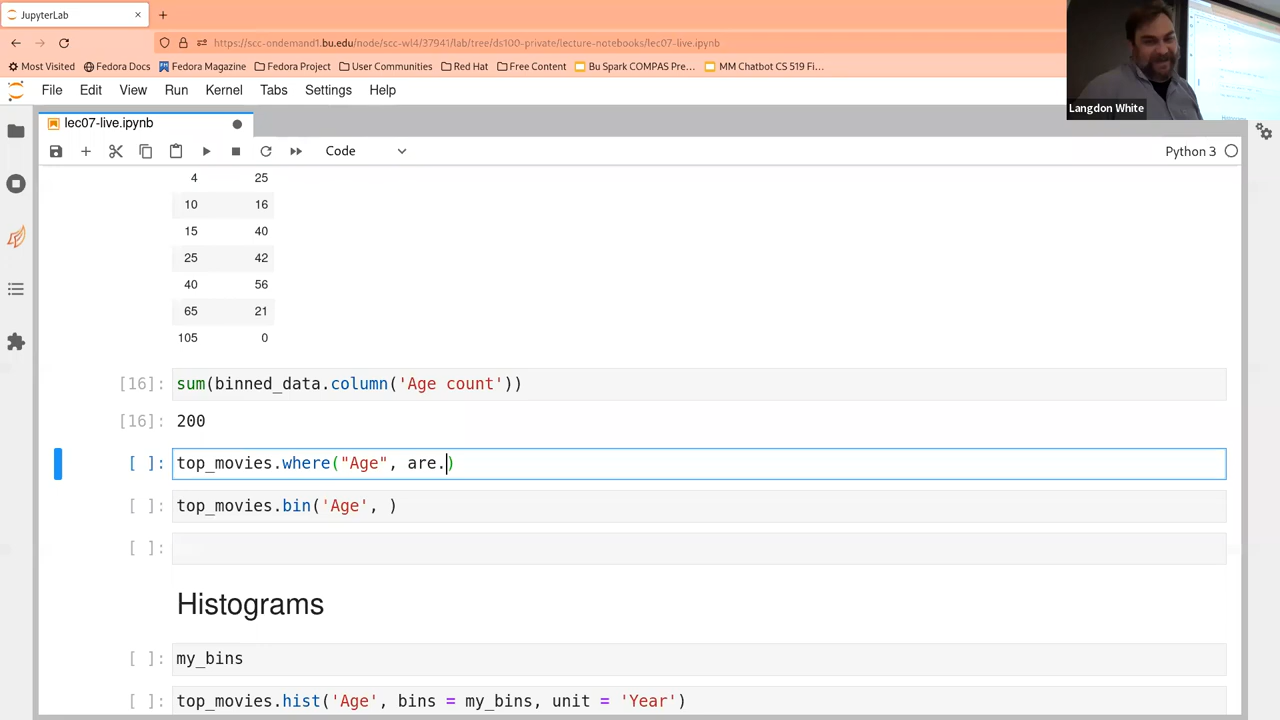 JupyterLab
https://scc-ondemand1.bu.edu/node/scc-wl4/37941/lab/tree/ds100-private/lecture-notebooks/lec07-live.ipynb
Most Visited Fedora Docs Fedora Magazine Fedora Project User Communities Red Hat Free Content Bu Spark COMPAS Pre… MM Chatbot CS 519 Fi…
Langdon White
File Edit View Run Kernel Tabs Settings Help
lec07-live.ipynb
Code Python 3
4 25
10 16
15 40
25 42
40 56
65 21
105 0
[16]: sum(binned_data.column('Age count'))
[16]: 200
[ ]: top_movies.where("Age", are.)
[ ]: top_movies.bin('Age', )
[ ]:
Histograms
[ ]: my_bins
[ ]: top_movies.hist('Age', bins = my_bins, unit = 'Year')